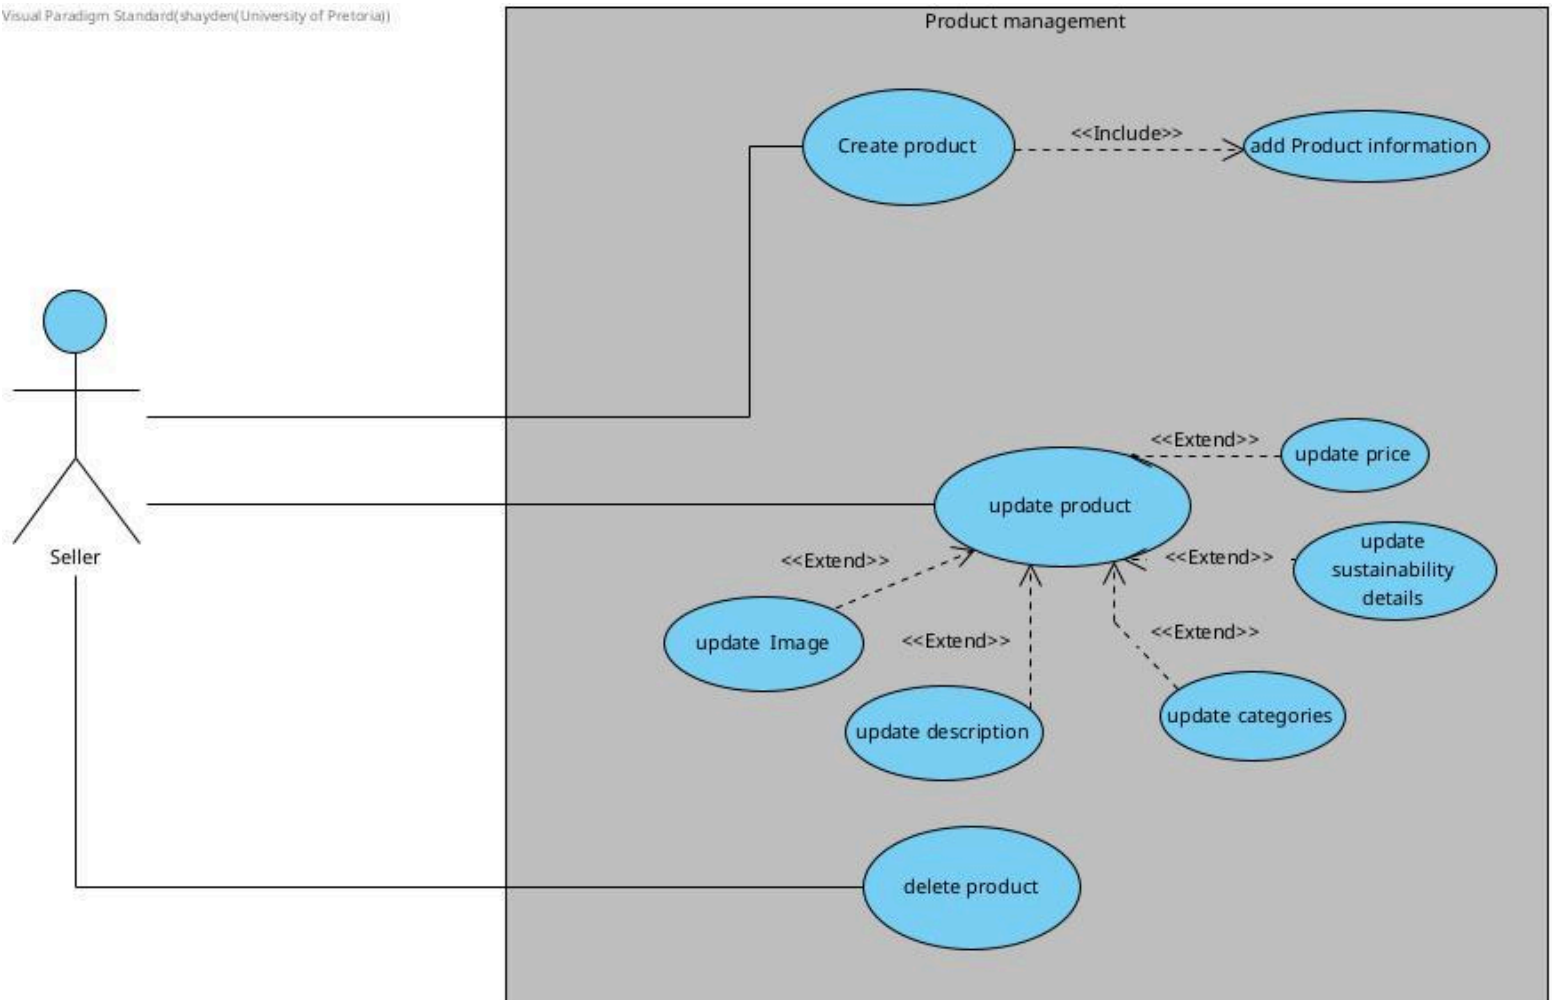 Visual Paradigm Standard(shayden(University of Pretoria))
Product management
Create product
<<Include>>
add Product information
Seller
<<Extend>>
update price
update product
<<Extend>>
<<Extend>>
update
sustainability
details
update  Image
<<Extend>>
<<Extend>>
update description
update categories
delete product